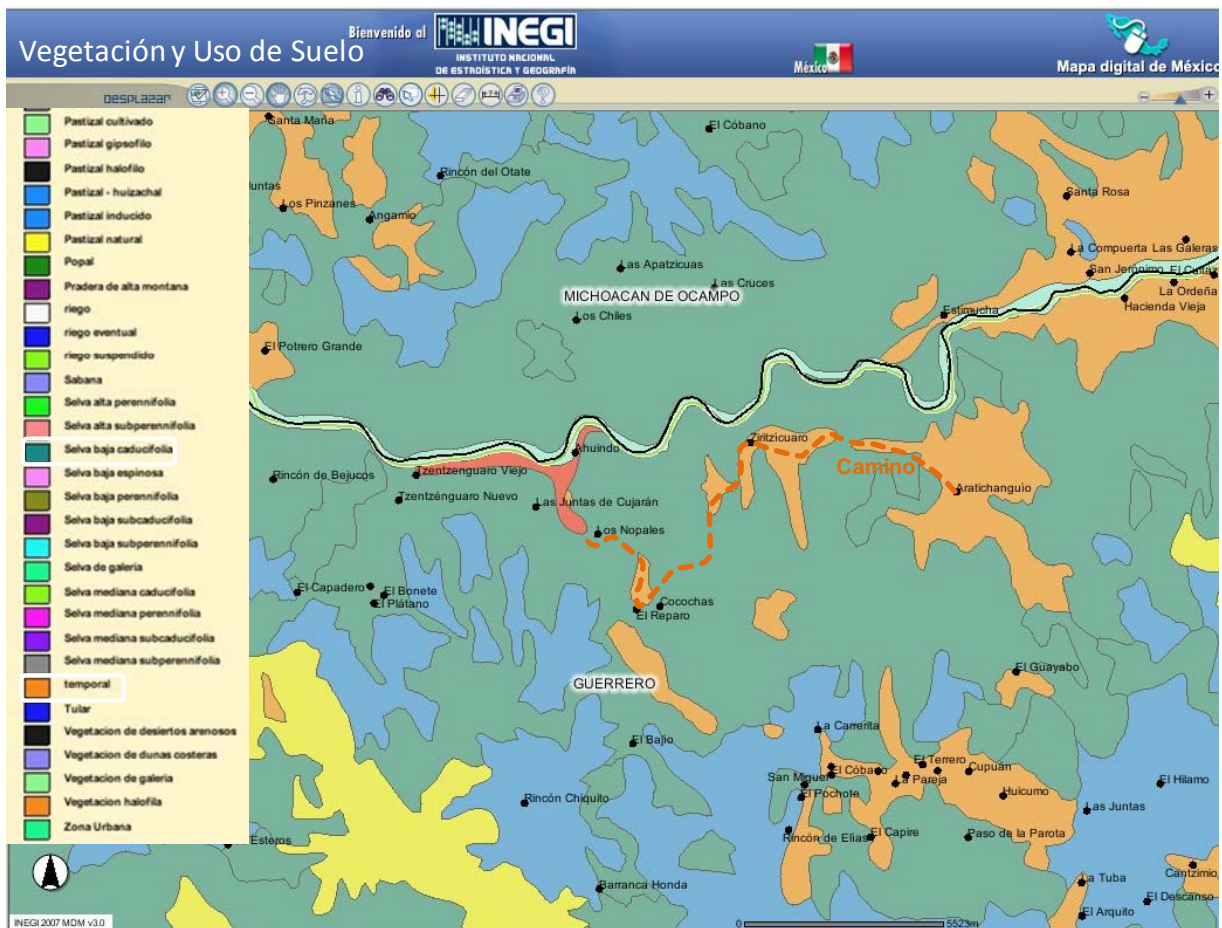 Vegetación y Uso de Suelo
Bienvenido al
INEGI
INSTITUTO NACIONAL
DE ESTADÍSTICA Y GEOGRAFÍA
México
Mapa digital de México
DESPLAZAR
Pastizal cultivado
Pastizal gipsofilo
Pastizal halofilo
Pastizal - huizachal
Pastizal inducido
Pastizal natural
Popal
Pradera de alta montana
riego
riego eventual
riego suspendido
Sabana
Selva alta perennifolia
Selva alta subperennifolia
Selva baja caducifolia
Selva baja espinosa
Selva baja perennifolia
Selva baja subcaducifolia
Selva baja subperennifolia
Selva de galeria
Selva mediana caducifolia
Selva mediana perennifolia
Selva mediana subcaducifolia
Selva mediana subperennifolia
temporal
Tular
Vegetacion de desiertos arenosos
Vegetacion de dunas costeras
Vegetacion de galeria
Vegetacion halofila
Zona Urbana
INEGI 2007 MDM v3.0
Santa María
El Cóbano
Rincón del Otate
untas
Los Pinzanes
Angamio
Santa Rosa
La Compuerta
Las Galeras
Las Apatzicuas
San Jerónimo
Las Cruces
La Ordeña
MICHOACAN DE OCAMPO
Hacienda Vieja
Los Chiles
Estimucha
El Potrero Grande
Ziritzicuaro
Ahuindo
Camino
Rincón de Bejucos
Tzentzenguaro Viejo
Aratichanguio
Tzentzénguaro Nuevo
Las Juntas de Cujarán
Los Nopales
El Capadero
El Bonete
El Plátano
Cocochas
El Reparo
El Guayabo
GUERRERO
La Carrerita
El Bajío
El Terrero
El Cóbano
Cupuán
San Miguel
La Pareja
El Hilamo
El Pochote
Huicumo
Rincón Chiquito
Las Juntas
Esteros
Rincón de Elías
El Capire
Paso de la Parota
Barranca Honda
La Tuba
Cantzimio
El Descanso
El Arquito
0
5523m